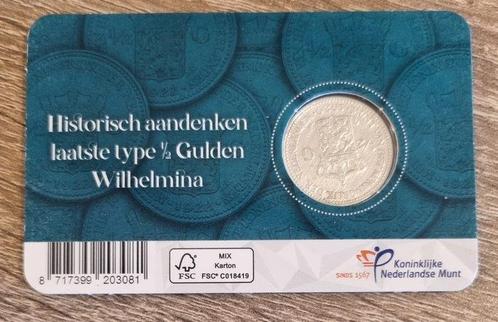 Historisch aandenken
laatste type ½ Gulden
Wilhelmina
8 717399 203081
FSC
MIX
Karton
FSC® C018419
SINDS 1567
Koninklijke
Nederlandse Munt